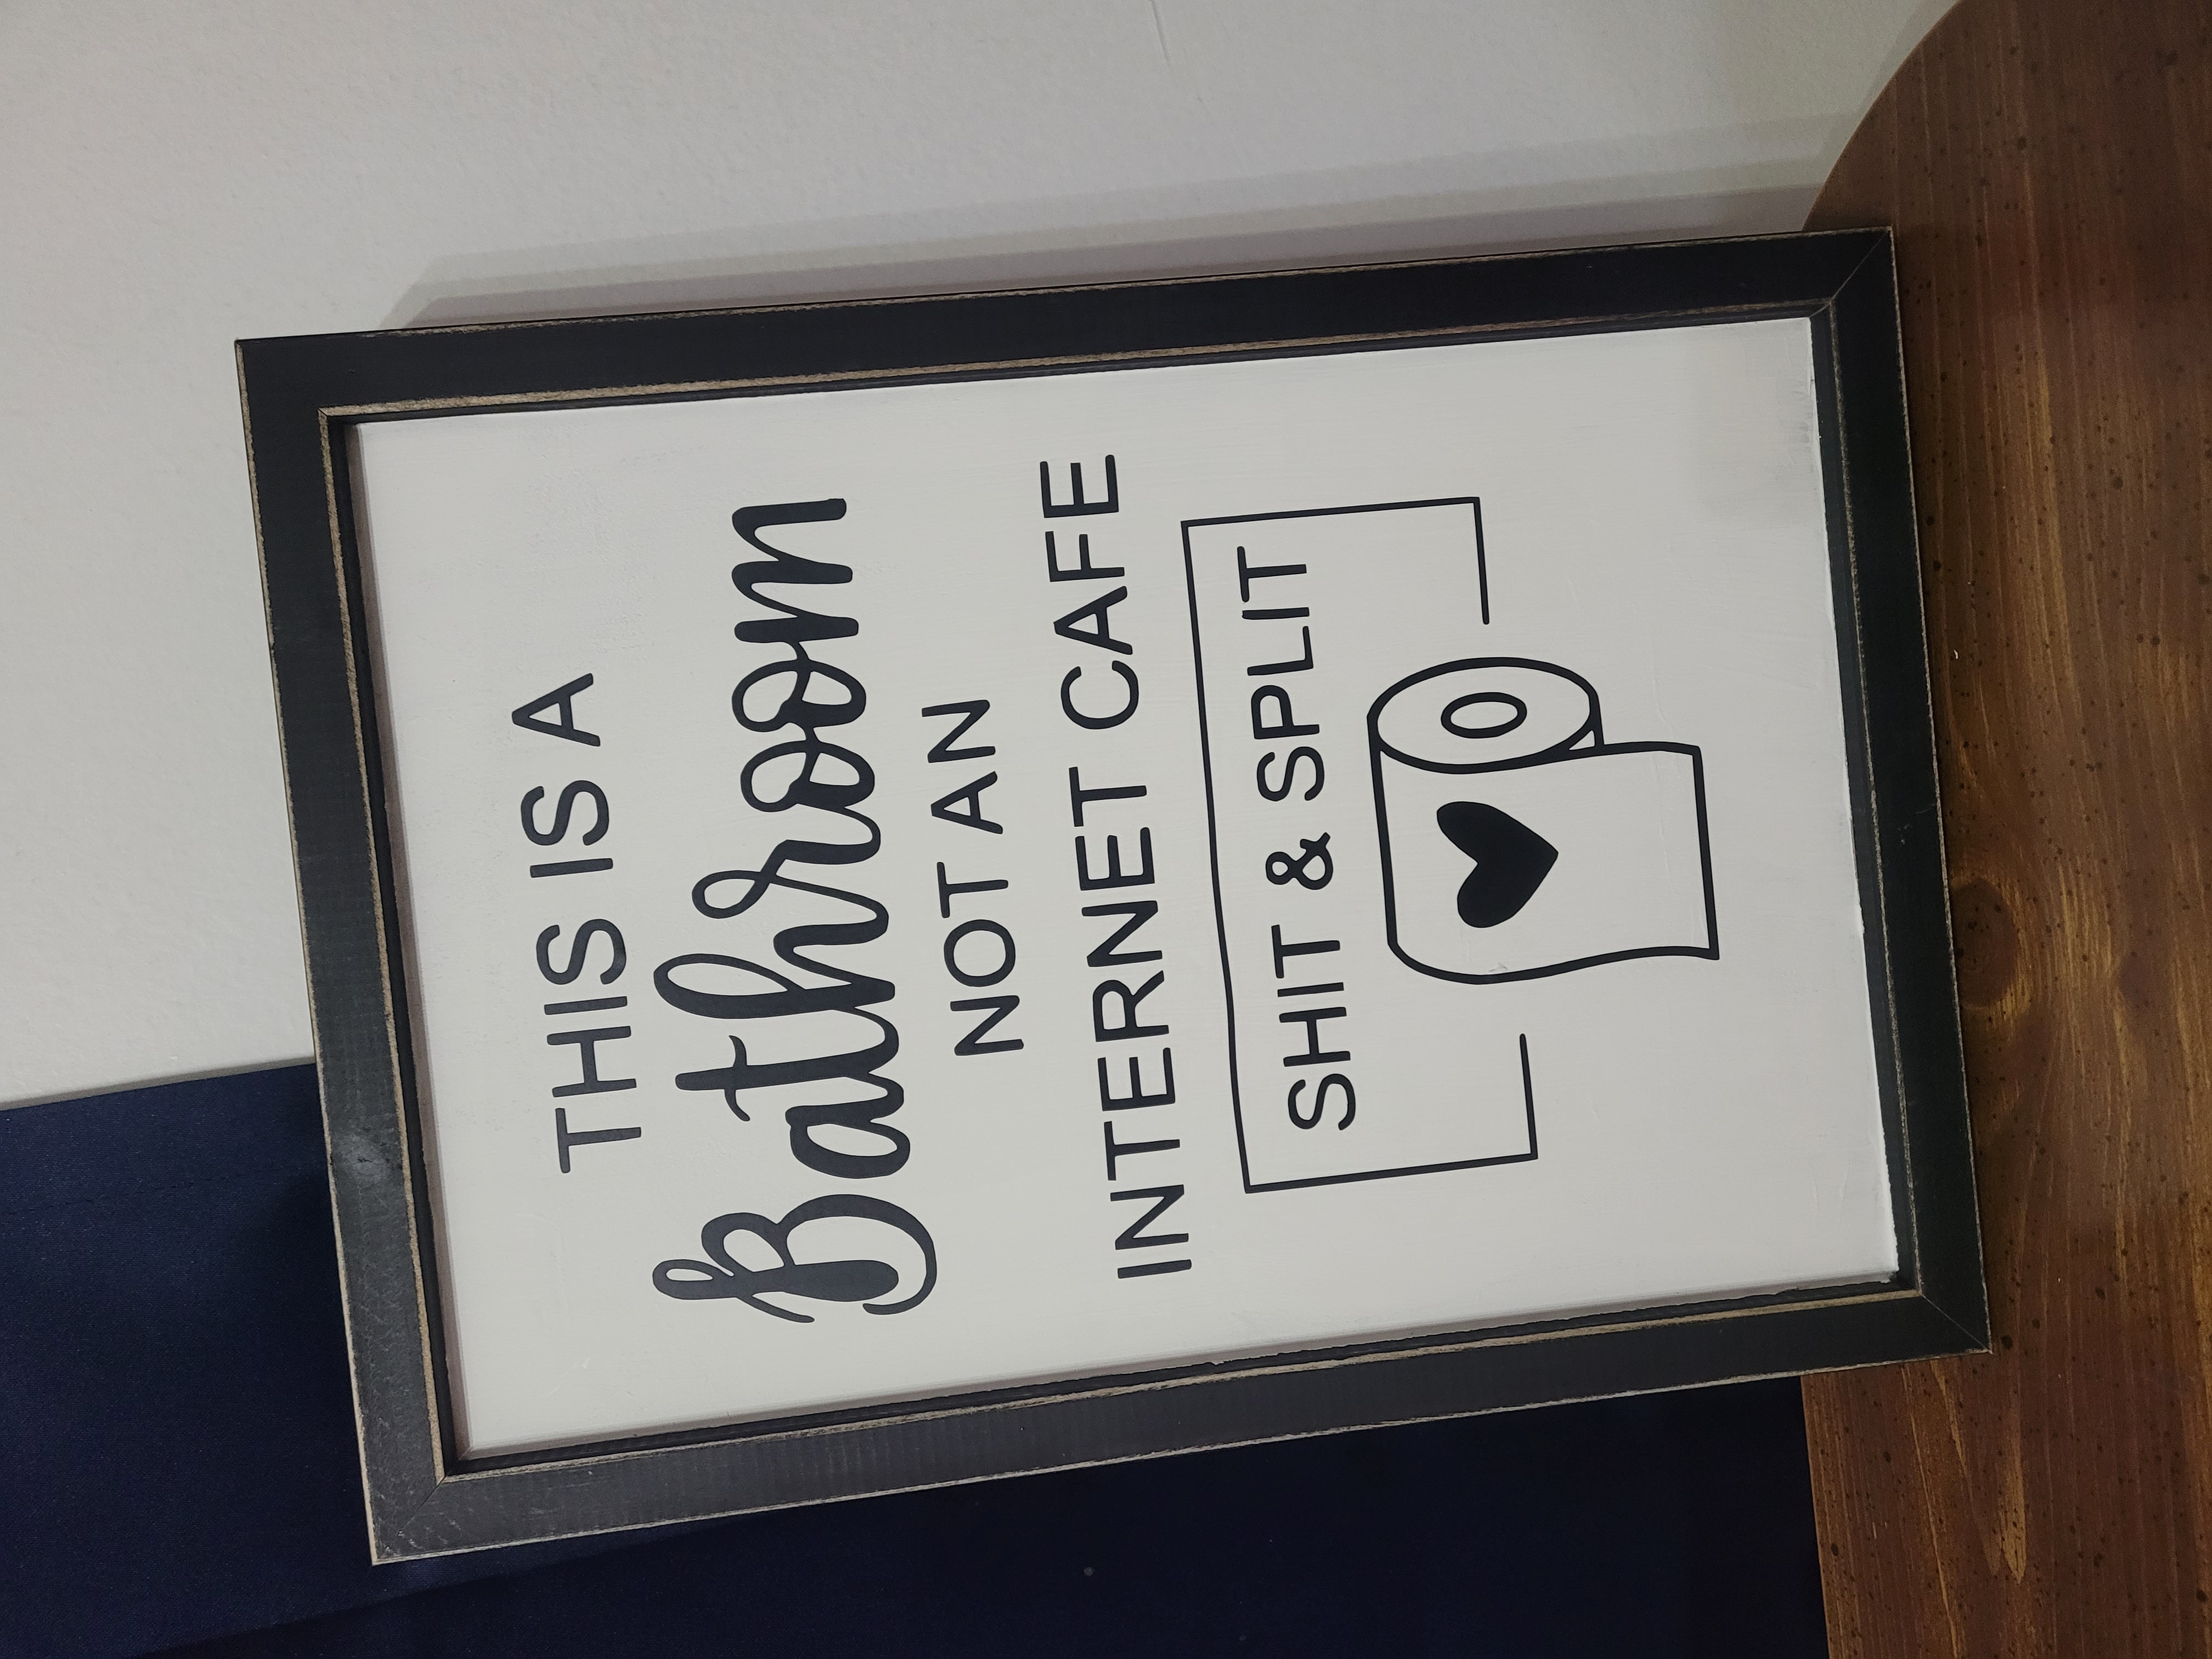 THIS IS A
Bathroom
NOT AN
INTERNET CAFE
SHIT & SPLIT